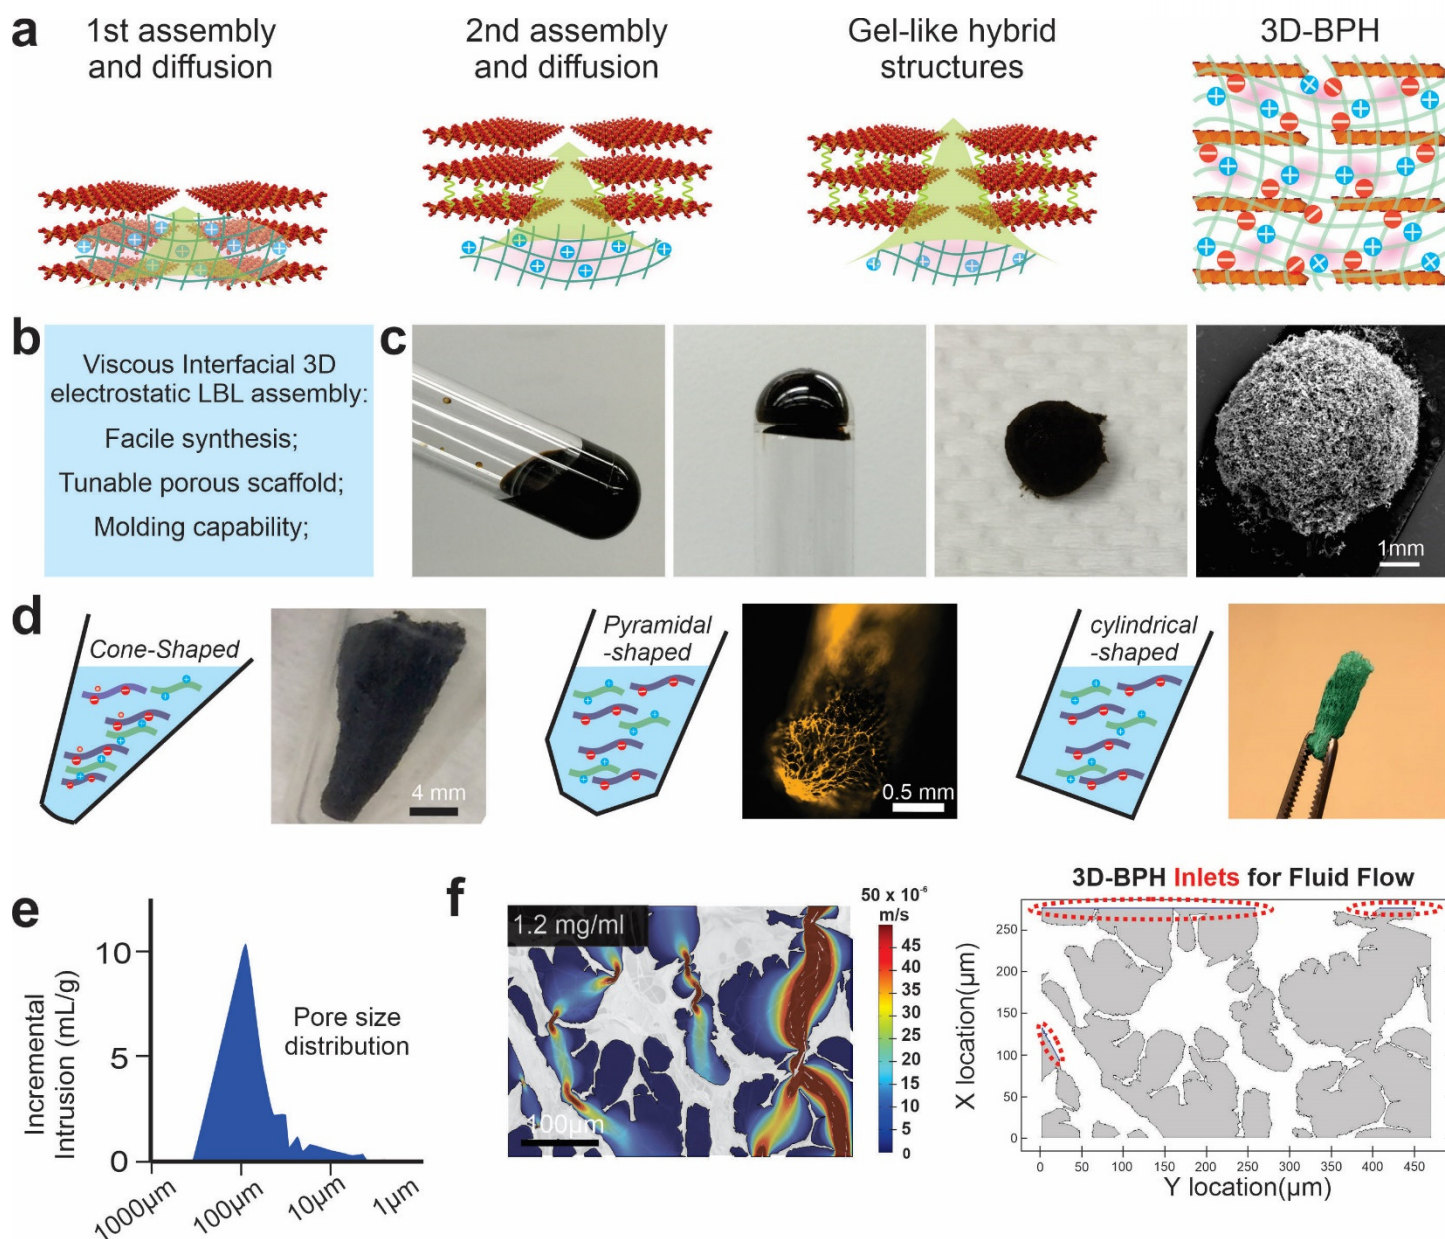 a
1st assembly
and diffusion
2nd assembly
and diffusion
Gel-like hybrid
structures
3D-BPH
b
Viscous Interfacial 3D
electrostatic LBL assembly:
Facile synthesis;
Tunable porous scaffold;
Molding capability;
c
1mm
d
Cone-Shaped
4 mm
Pyramidal
-shaped
0.5 mm
cylindrical
-shaped
e
Incremental
Intrusion (mL/g)
10
5
0
Pore size
distribution
1000µm
100µm
10µm
1µm
f
1.2 mg/ml
100µm
50 x 10⁻⁶
m/s
45
40
35
30
25
20
15
10
5
0
3D-BPH Inlets for Fluid Flow
X location(µm)
250
200
150
100
50
0
0 50 100 150 200 250 300 350 400 450
Y location(µm)